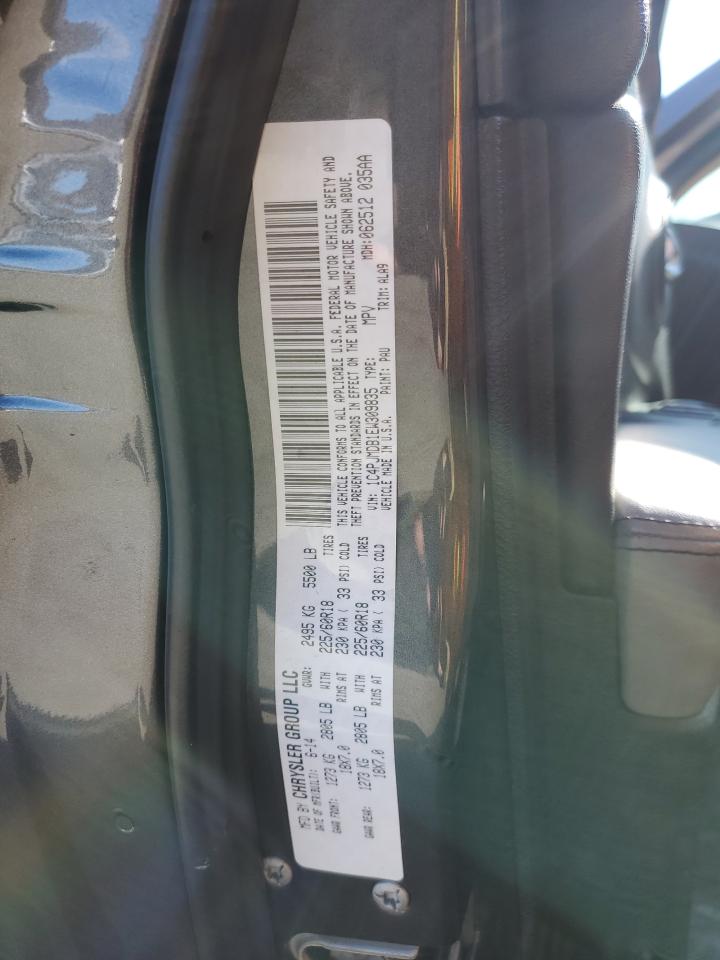 MFD BY CHRYSLER GROUP LLC
DATE OF MFR(BUILT): 6-14 GVWR: 2495 KG 5500 LB
GAWR FRONT: 1273 KG 2805 LB WITH 225/60R18 TIRES
18X7.0 RIMS AT 230 KPA ( 33 PSI) COLD
GAWR REAR: 1273 KG 2805 LB WITH 225/60R18 TIRES
18X7.0 RIMS AT 230 KPA ( 33 PSI) COLD
THIS VEHICLE CONFORMS TO ALL APPLICABLE U.S.A. FEDERAL MOTOR VEHICLE SAFETY AND
THEFT PREVENTION STANDARDS IN EFFECT ON THE DATE OF MANUFACTURE SHOWN ABOVE.
VIN: 1C4PJMDB1EW309835 TYPE: MPV MDH:062512 035AA
VEHICLE MADE IN U.S.A. PAINT: PAU TRIM: ALA9